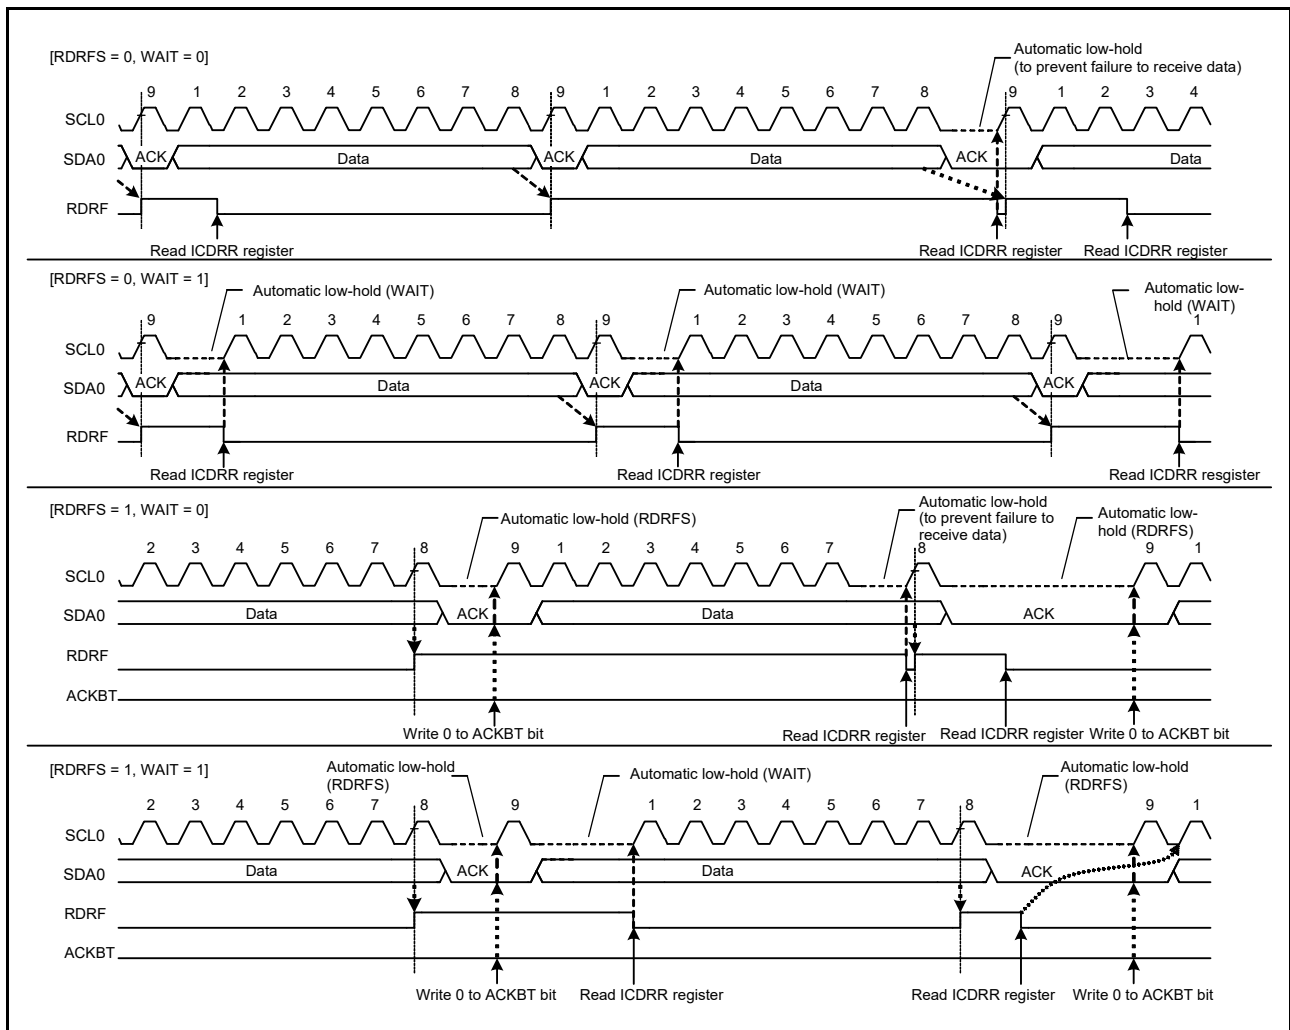 [RDRFS = 0, WAIT = 0]
Automatic low-hold
(to prevent failure to receive data)
9 1 2 3 4 5 6 7 8 9 1 2 3 4 5 6 7 8 9 1 2 3 4
SCL0
SDA0 ACK Data ACK Data ACK Data
RDRF
Read ICDRR register Read ICDRR register Read ICDRR register
[RDRFS = 0, WAIT = 1]
Automatic low-hold (WAIT) Automatic low-hold (WAIT) Automatic low-
hold (WAIT)
9 1 2 3 4 5 6 7 8 9 1 2 3 4 5 6 7 8 9 1
SCL0
SDA0 ACK Data ACK Data ACK
RDRF
Read ICDRR register Read ICDRR register Read ICDRR resgister
[RDRFS = 1, WAIT = 0]
Automatic low-hold (RDRFS)
Automatic low-hold
(to prevent failure to
receive data)
Automatic low-
hold (RDRFS)
2 3 4 5 6 7 8 9 1 2 3 4 5 6 7 8 9 1
SCL0
SDA0 Data ACK Data ACK
RDRF
ACKBT
Write 0 to ACKBT bit Read ICDRR register Read ICDRR register Write 0 to ACKBT bit
[RDRFS = 1, WAIT = 1]
Automatic low-hold
(RDRFS)
Automatic low-hold (WAIT)
Automatic low-hold
(RDRFS)
2 3 4 5 6 7 8 9 1 2 3 4 5 6 7 8 9 1
SCL0
SDA0 Data ACK Data ACK
RDRF
ACKBT
Write 0 to ACKBT bit Read ICDRR register Read ICDRR register Write 0 to ACKBT bit